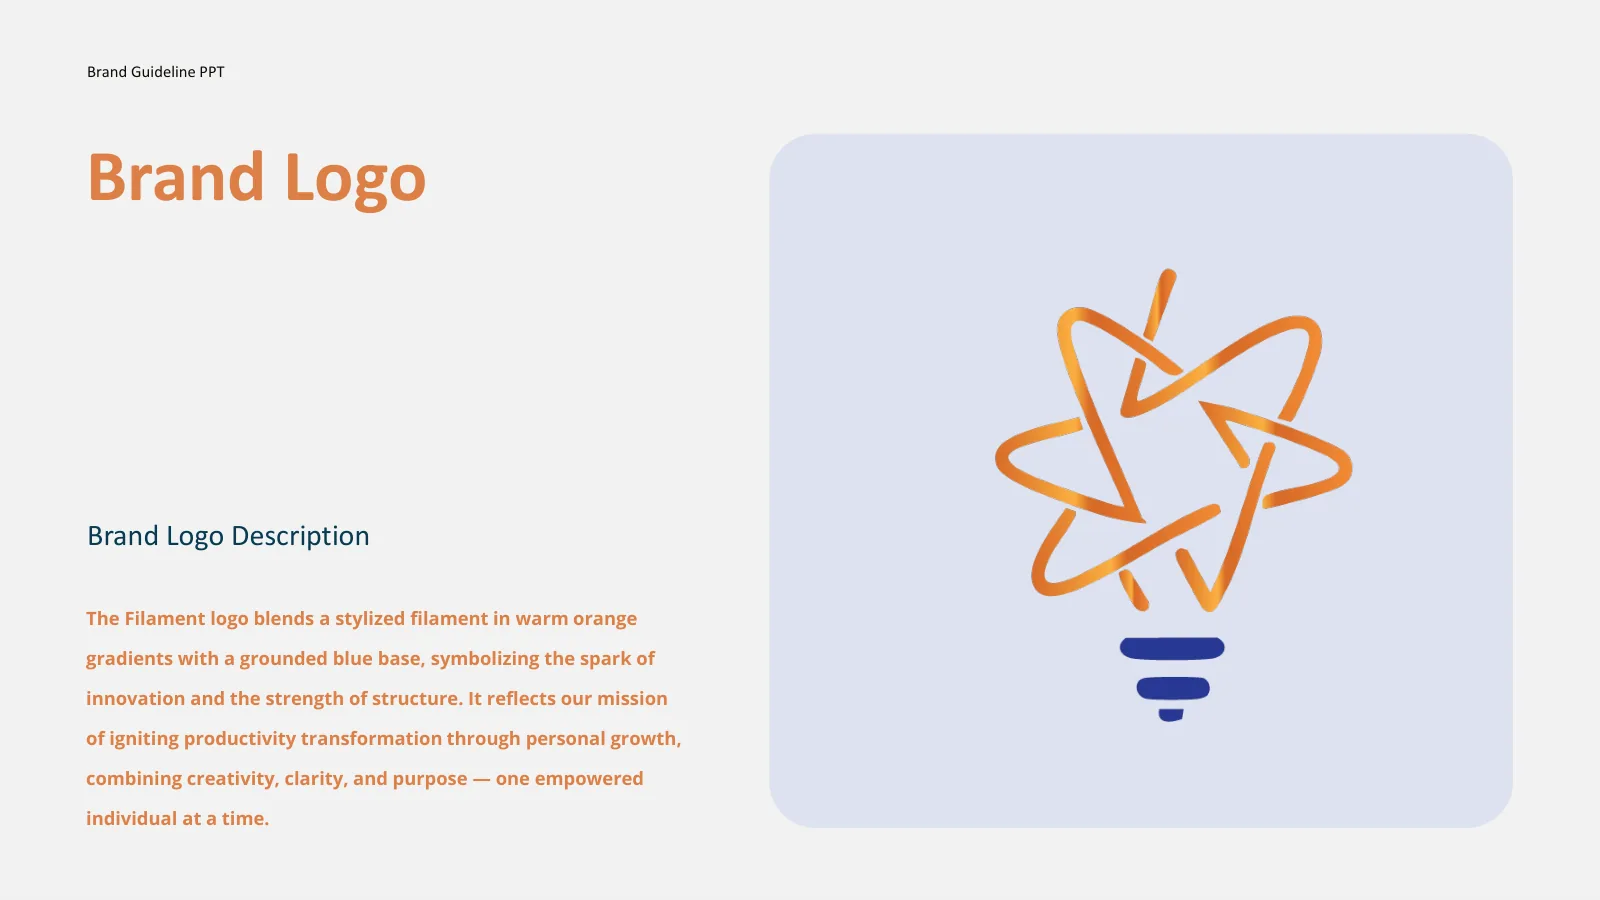 Brand Guideline PPT
Brand Logo
Brand Logo Description
The Filament logo blends a stylized filament in warm orange
gradients with a grounded blue base, symbolizing the spark of
innovation and the strength of structure. It reflects our mission
of igniting productivity transformation through personal growth,
combining creativity, clarity, and purpose — one empowered
individual at a time.